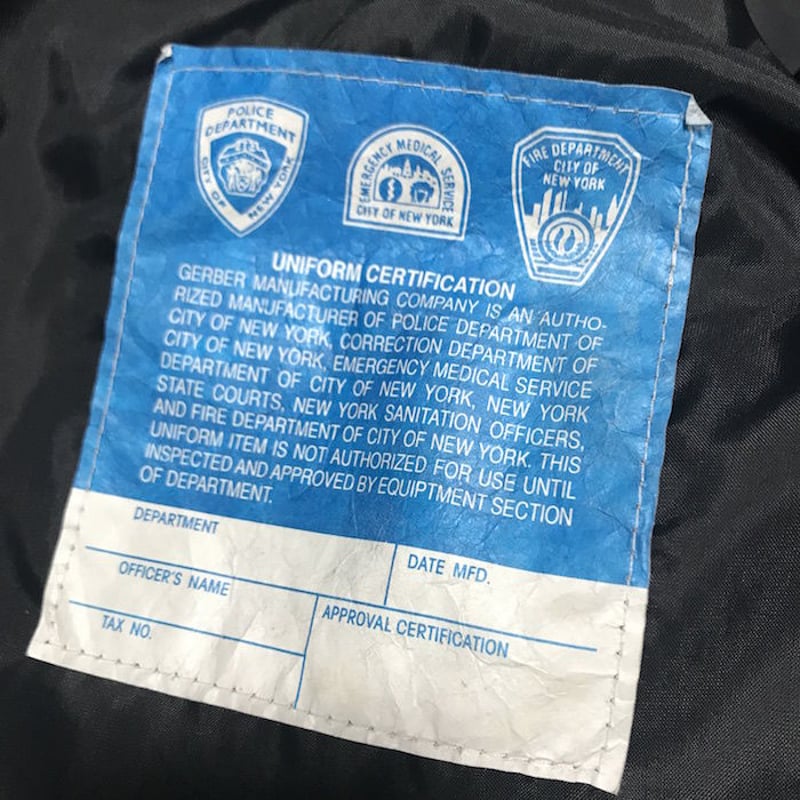 POLICE
DEPARTMENT
CITY OF NEW YORK
EMERGENCY MEDICAL SERVICE
CITY OF NEW YORK
FIRE DEPARTMENT
CITY OF
NEW YORK
UNIFORM CERTIFICATION
GERBER MANUFACTURING COMPANY IS AN AUTHO-
RIZED MANUFACTURER OF POLICE DEPARTMENT OF
CITY OF NEW YORK, CORRECTION DEPARTMENT OF
CITY OF NEW YORK, EMERGENCY MEDICAL SERVICE
DEPARTMENT OF CITY OF NEW YORK, NEW YORK
STATE COURTS, NEW YORK SANITATION OFFICERS,
AND FIRE DEPARTMENT OF CITY OF NEW YORK. THIS
UNIFORM ITEM IS NOT AUTHORIZED FOR USE UNTIL
INSPECTED AND APPROVED BY EQUIPTMENT SECTION
OF DEPARTMENT.
DEPARTMENT
DATE MFD.
OFFICER'S NAME
APPROVAL CERTIFICATION
TAX NO.